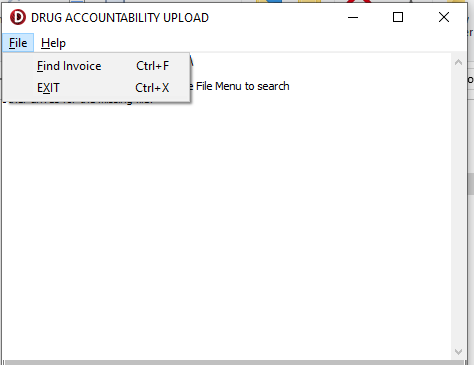 DRUG ACCOUNTABILITY UPLOAD
File Help
Find Invoice Ctrl+F
EXIT Ctrl+X
File Menu to search